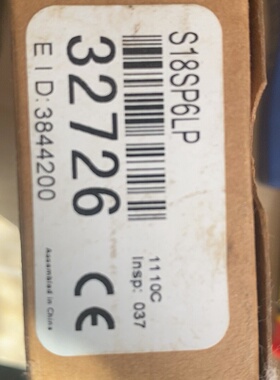 S18SP6LP
32726
1110C
Insp: 037
E I D:3844200
CE
Assembled in China